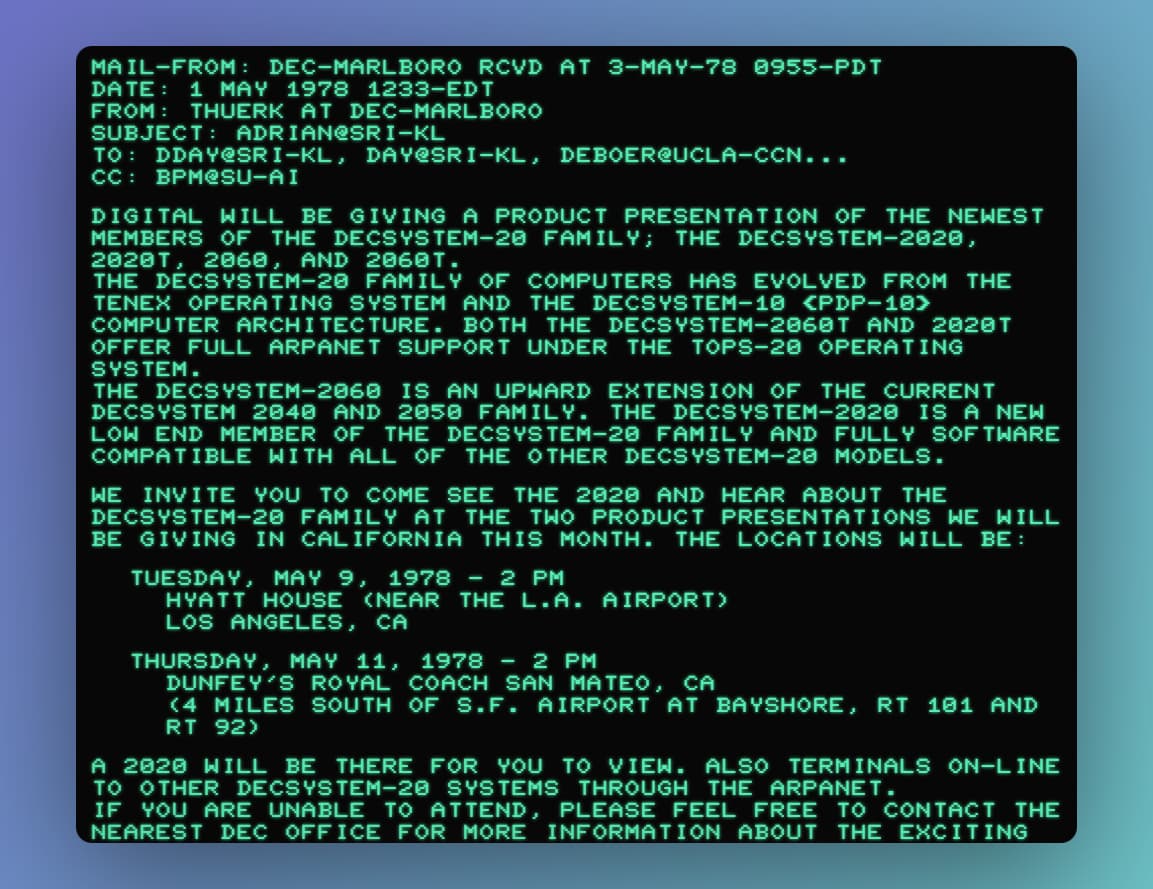 MAIL-FROM: DEC-MARLBORO RCVD AT 3-MAY-78 0955-PDT
DATE: 1 MAY 1978 1233-EDT
FROM: THUERK AT DEC-MARLBORO
SUBJECT: ADRIAN@SRI-KL
TO: DDAY@SRI-KL, DAY@SRI-KL, DEBOER@UCLA-CCN...
CC: BPM@SU-AI
DIGITAL WILL BE GIVING A PRODUCT PRESENTATION OF THE NEWEST
MEMBERS OF THE DECSYSTEM-20 FAMILY; THE DECSYSTEM-2020,
2020T, 2060, AND 2060T.
THE DECSYSTEM-20 FAMILY OF COMPUTERS HAS EVOLVED FROM THE
TENEX OPERATING SYSTEM AND THE DECSYSTEM-10 <PDP-10>
COMPUTER ARCHITECTURE. BOTH THE DECSYSTEM-2060T AND 2020T
OFFER FULL ARPANET SUPPORT UNDER THE TOPS-20 OPERATING
SYSTEM.
THE DECSYSTEM-2060 IS AN UPWARD EXTENSION OF THE CURRENT
DECSYSTEM 2040 AND 2050 FAMILY. THE DECSYSTEM-2020 IS A NEW
LOW END MEMBER OF THE DECSYSTEM-20 FAMILY AND FULLY SOFTWARE
COMPATIBLE WITH ALL OF THE OTHER DECSYSTEM-20 MODELS.
WE INVITE YOU TO COME SEE THE 2020 AND HEAR ABOUT THE
DECSYSTEM-20 FAMILY AT THE TWO PRODUCT PRESENTATIONS WE WILL
BE GIVING IN CALIFORNIA THIS MONTH. THE LOCATIONS WILL BE:
TUESDAY, MAY 9, 1978 - 2 PM
HYATT HOUSE (NEAR THE L.A. AIRPORT)
LOS ANGELES, CA
THURSDAY, MAY 11, 1978 - 2 PM
DUNFEY'S ROYAL COACH SAN MATEO, CA
(4 MILES SOUTH OF S.F. AIRPORT AT BAYSHORE, RT 101 AND
RT 92)
A 2020 WILL BE THERE FOR YOU TO VIEW. ALSO TERMINALS ON-LINE
TO OTHER DECSYSTEM-20 SYSTEMS THROUGH THE ARPANET.
IF YOU ARE UNABLE TO ATTEND, PLEASE FEEL FREE TO CONTACT THE
NEAREST DEC OFFICE FOR MORE INFORMATION ABOUT THE EXCITING